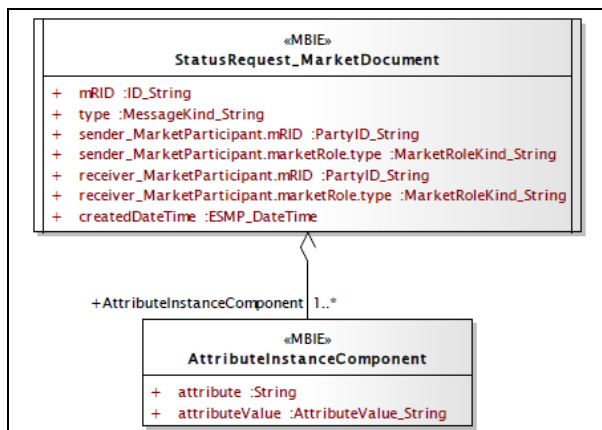 «MBIE»
StatusRequest_MarketDocument
+ mRID :ID_String
+ type :MessageKind_String
+ sender_MarketParticipant.mRID :PartyID_String
+ sender_MarketParticipant.marketRole.type :MarketRoleKind_String
+ receiver_MarketParticipant.mRID :PartyID_String
+ receiver_MarketParticipant.marketRole.type :MarketRoleKind_String
+ createdDateTime :ESMP_DateTime
+AttributeInstanceComponent 1..*
«MBIE»
AttributeInstanceComponent
+ attribute :String
+ attributeValue :AttributeValue_String